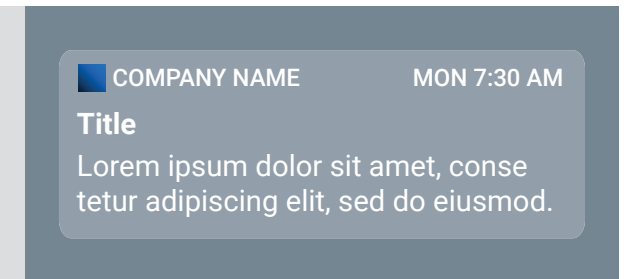 COMPANY NAME MON 7:30 AM
Title
Lorem ipsum dolor sit amet, conse
tetur adipiscing elit, sed do eiusmod.